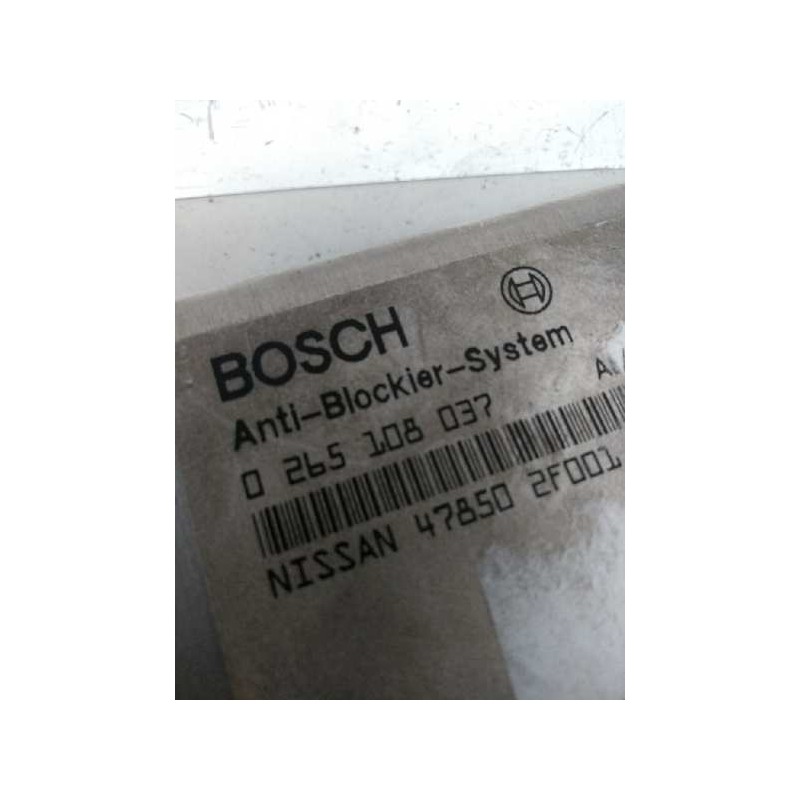 BOSCH
Anti-Blockier-System
0 265 108 037
NISSAN 47850 2F001